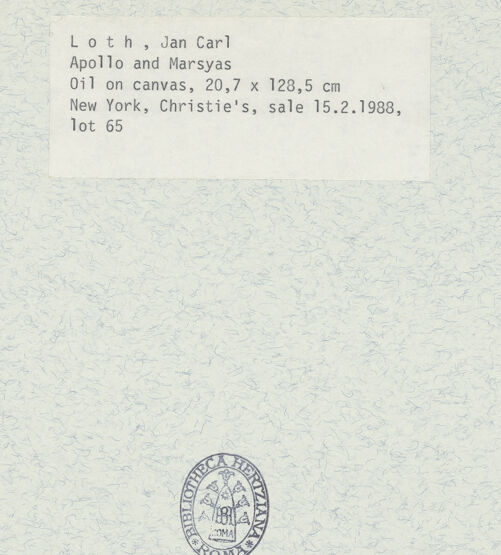 L o t h , Jan Carl
Apollo and Marsyas
Oil on canvas, 20,7 x 128,5 cm
New York, Christie's, sale 15.2.1988,
lot 65
BIBLIOTHECA HERTZIANA
ROMA